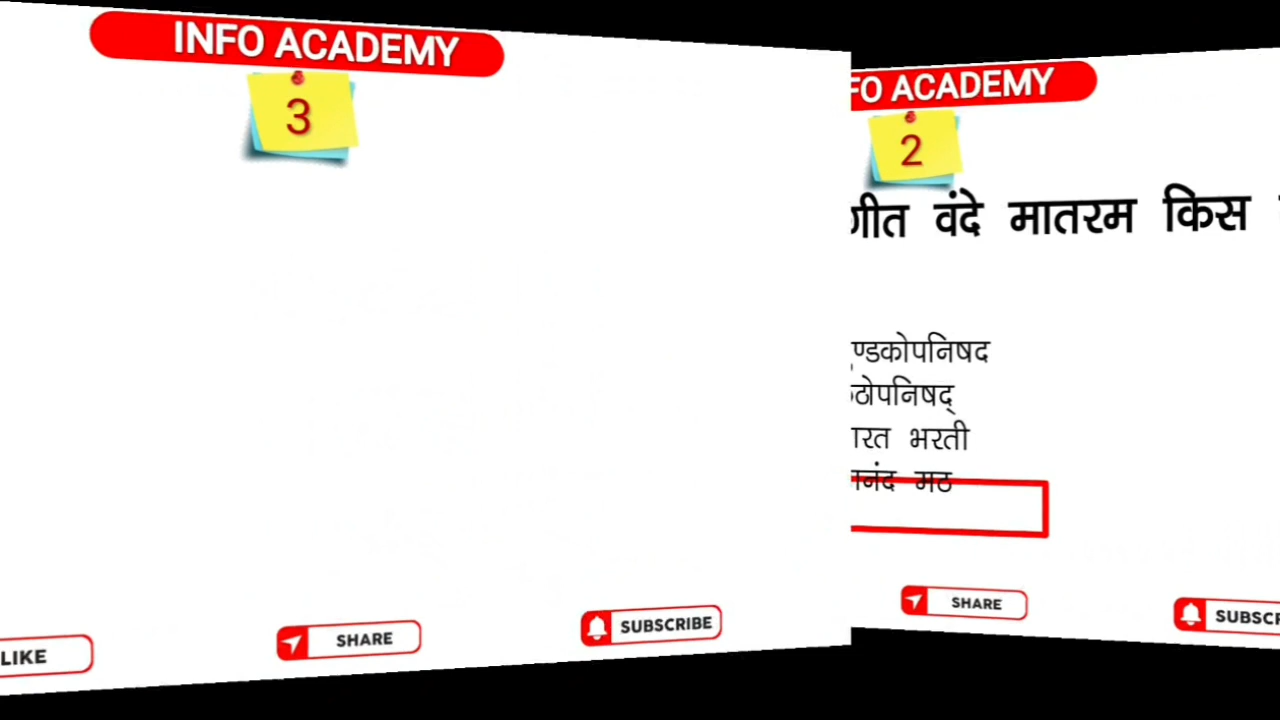 INFO ACADEMY
3
LIKE
SHARE
SUBSCRIBE
FO ACADEMY
2
गीत वंदे मातरम किस
ण्डकोपनिषद
ठोपनिषद्
ारत भरती
ानंद मठ
SHARE
SUBSCR